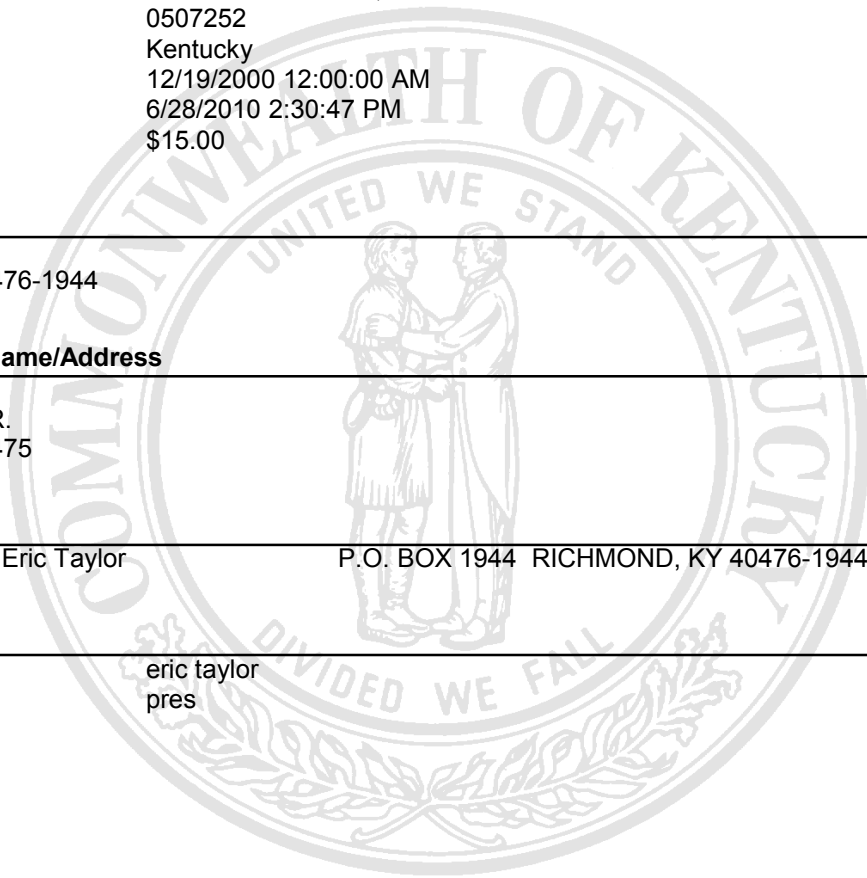 0507252
Kentucky
12/19/2000 12:00:00 AM
6/28/2010 2:30:47 PM
$15.00
COMMONWEALTH OF KENTUCKY
UNITED WE STAND
76-1944
ame/Address
R.
475
Eric Taylor P.O. BOX 1944 RICHMOND, KY 40476-1944
DIVIDED WE FALL
eric taylor
pres